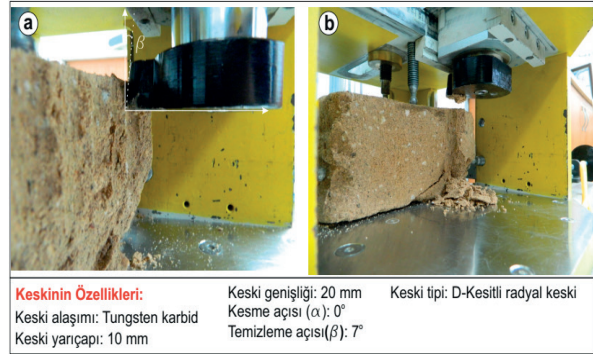 a
β
b
Keskinin Özellikleri:
Keski alaşımı: Tungsten karbid
Keski yarıçapı: 10 mm
Keski genişliği: 20 mm
Kesme açısı (α): 0°
Temizleme açısı(β): 7°
Keski tipi: D-Kesitli radyal keski